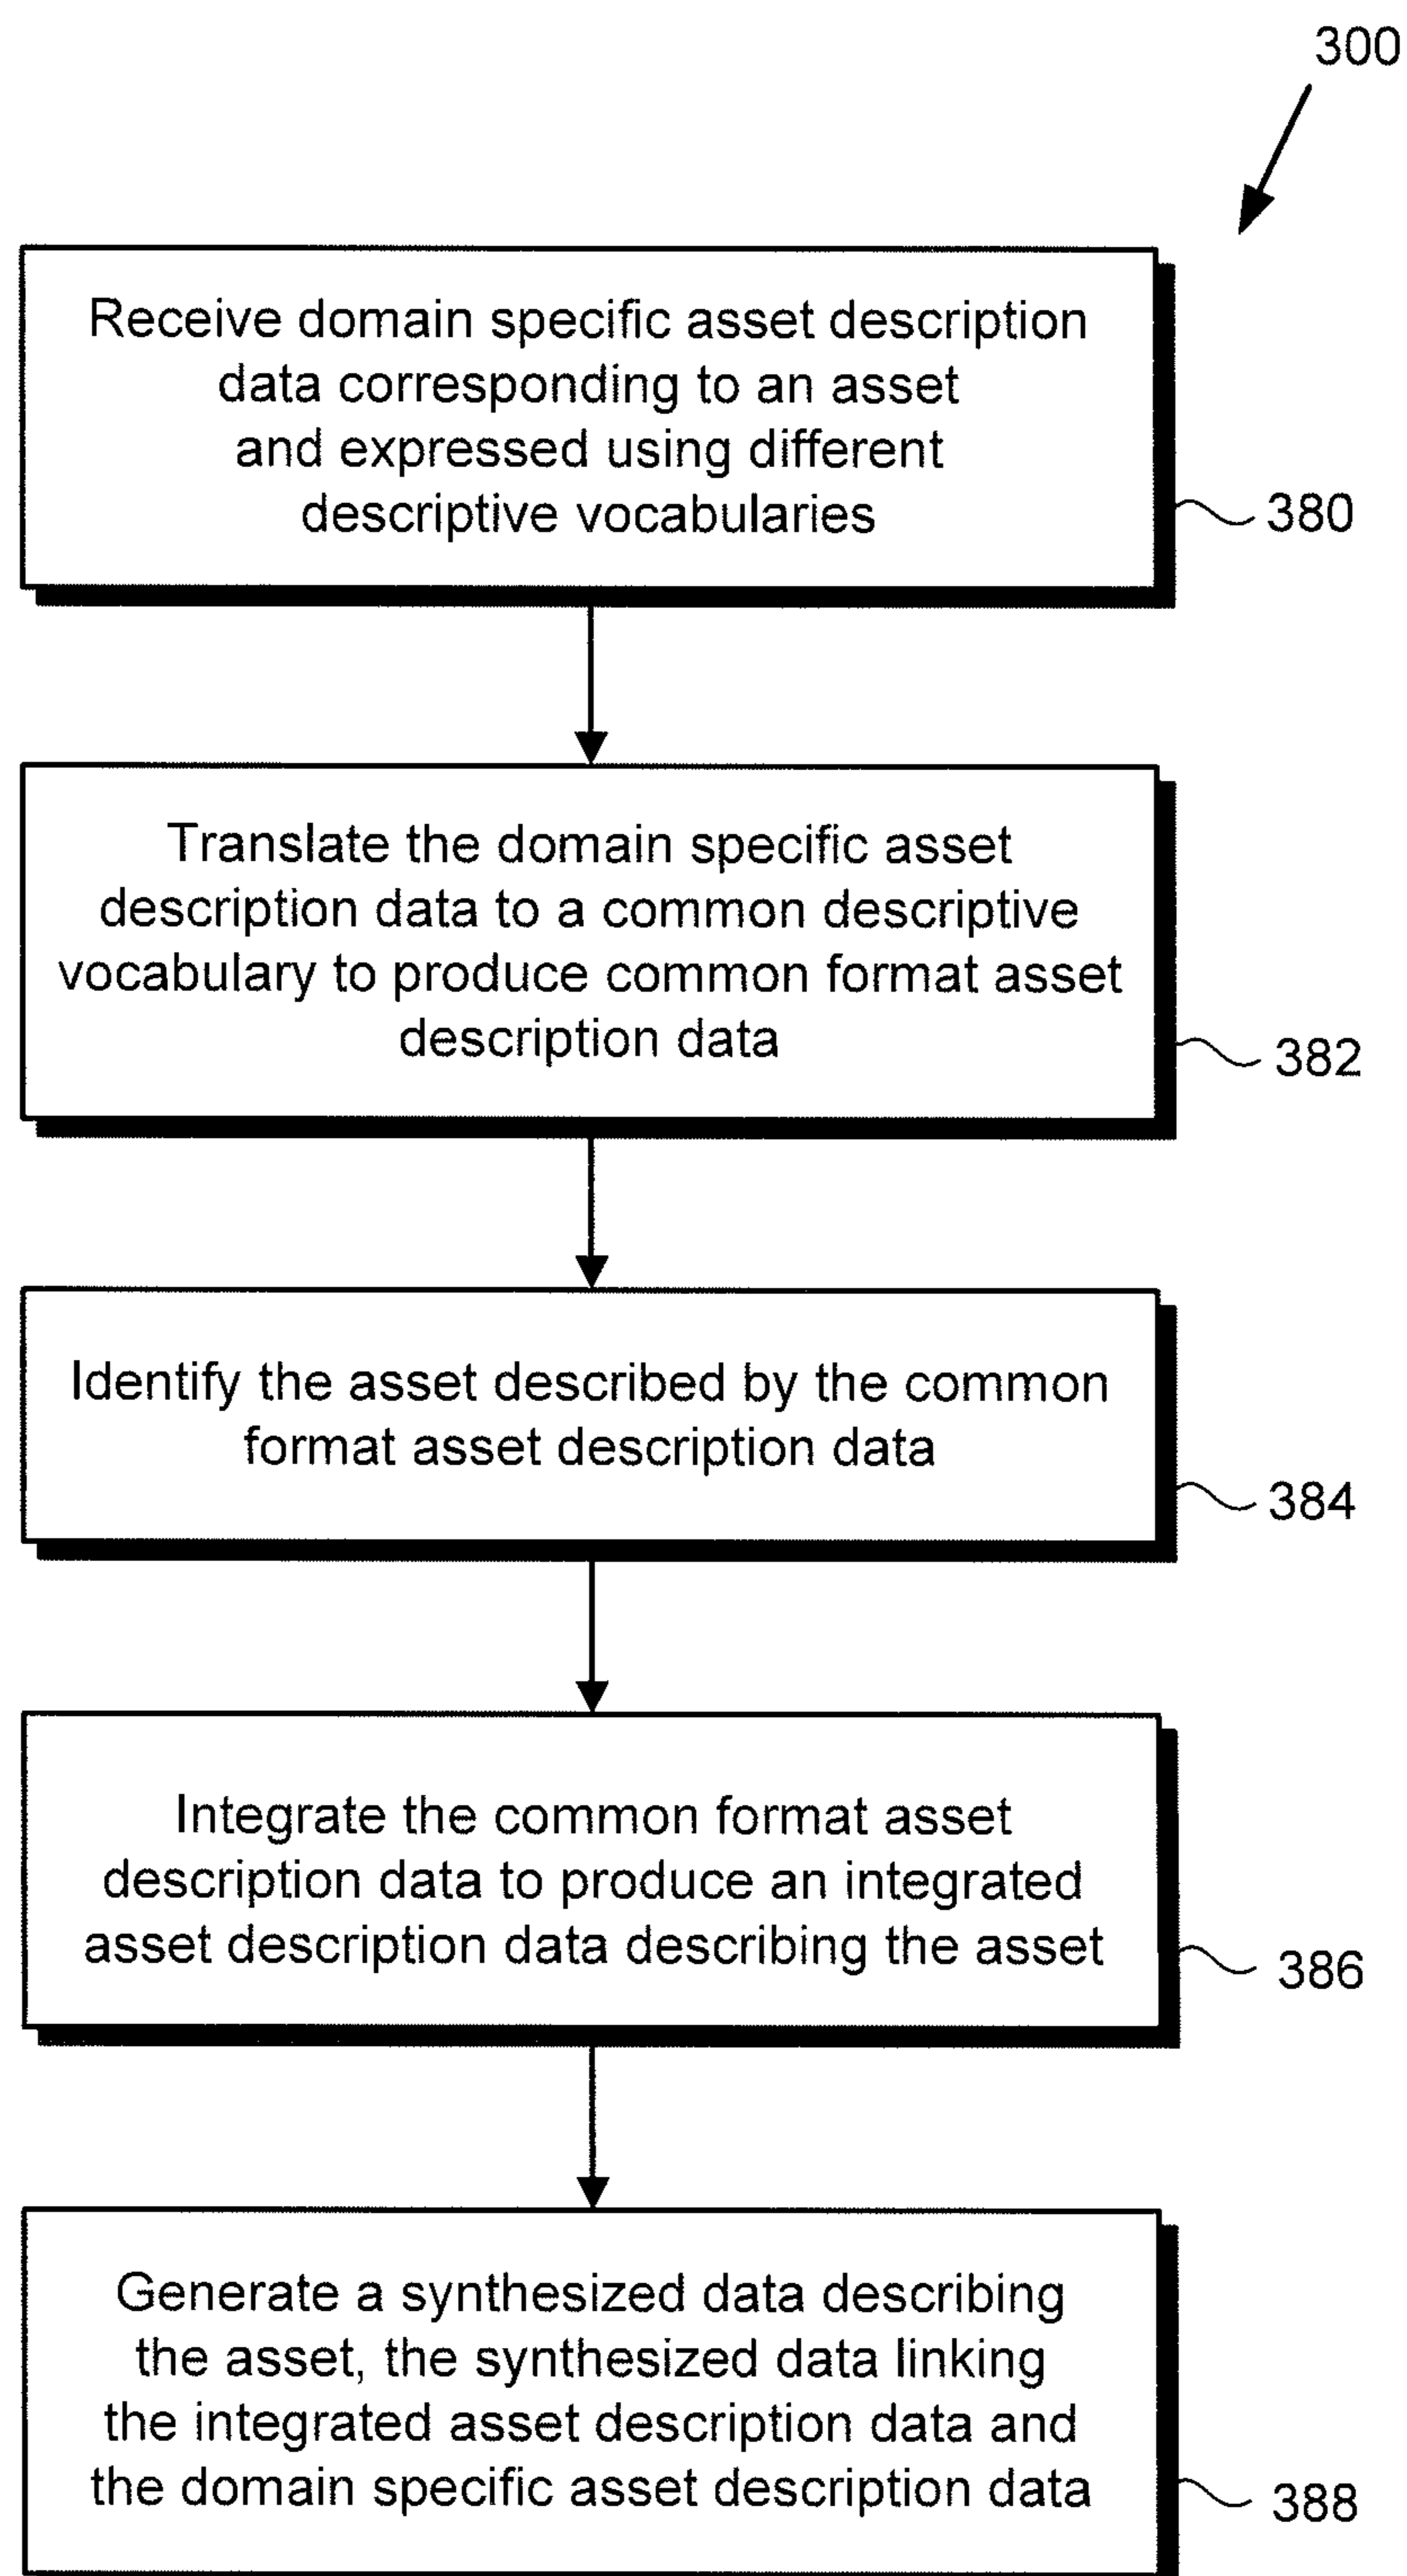 300
Receive domain specific asset description
data corresponding to an asset
and expressed using different
descriptive vocabularies
380
Translate the domain specific asset
description data to a common descriptive
vocabulary to produce common format asset
description data
382
Identify the asset described by the common
format asset description data
384
Integrate the common format asset
description data to produce an integrated
asset description data describing the asset
386
Generate a synthesized data describing
the asset, the synthesized data linking
the integrated asset description data and
the domain specific asset description data
388